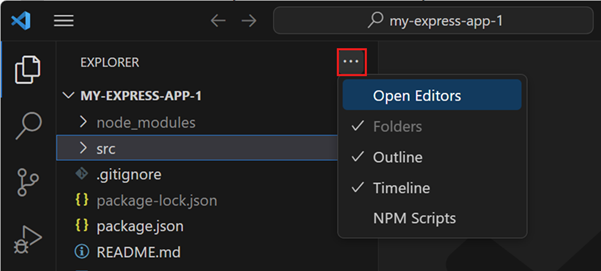 my-express-app-1
EXPLORER
MY-EXPRESS-APP-1
node_modules
src
.gitignore
package-lock.json
package.json
README.md
Open Editors
Folders
Outline
Timeline
NPM Scripts